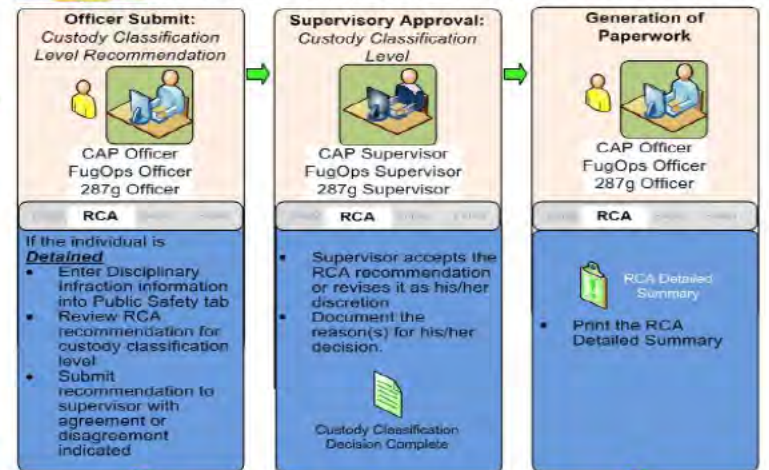 Officer Submit:
Custody Classification
Level Recommendation
CAP Officer
FugOps Officer
287g Officer
RCA
If the individual is
Detained
• Enter Disciplinary
Infraction information
into Public Safety tab
• Review RCA
recommendation for
custody classification
level
• Submit
recommendation to
supervisor with
agreement or
disagreement
indicated
Supervisory Approval:
Custody Classification
Level
CAP Supervisor
FugOps Supervisor
287g Supervisor
RCA
• Supervisor accepts the
RCA recommendation
or revises it as his/her
discretion
• Document the
reason(s) for his/her
decision.
Custody Classification
Decision Complete
Generation of
Paperwork
CAP Officer
FugOps Officer
287g Officer
RCA
RCA Detailed
Summary
• Print the RCA
Detailed Summary